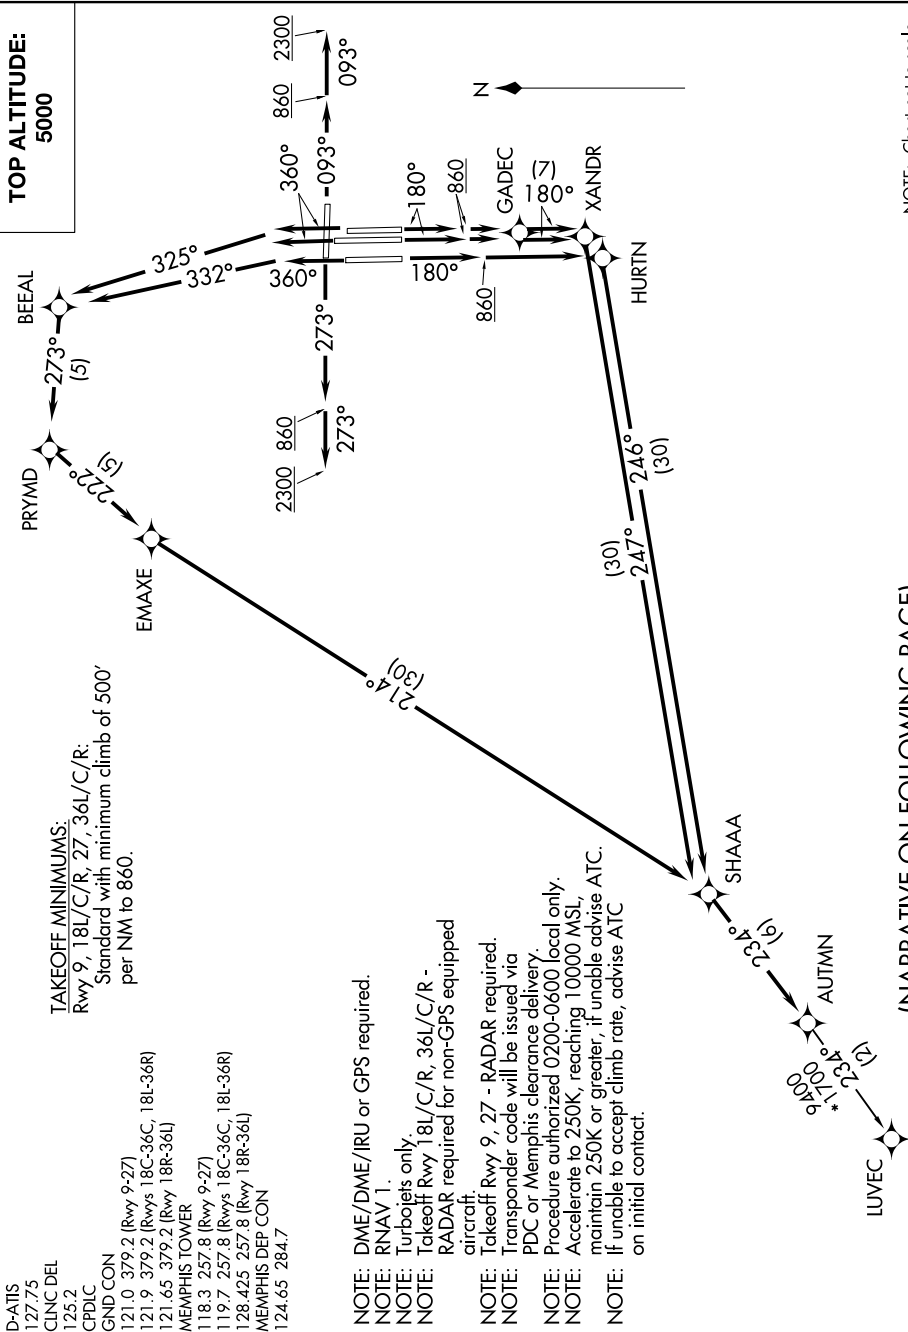 TOP ALTITUDE:
5000
D-ATIS
127.75
CLNC DEL
125.2
CPDLC
GND CON
121.0 379.2 (Rwy 9-27)
121.9 379.2 (Rwys 18C-36C, 18L-36R)
121.65 379.2 (Rwy 18R-36L)
MEMPHIS TOWER
118.3 257.8 (Rwy 9-27)
119.7 257.8 (Rwys 18C-36C, 18L-36R)
128.425 257.8 (Rwy 18R-36L)
MEMPHIS DEP CON
124.65 284.7
TAKEOFF MINIMUMS:
Rwy 9, 18L/C/R, 27, 36L/C/R:
Standard with minimum climb of 500'
per NM to 860.
NOTE: DME/DME/IRU or GPS required.
NOTE: RNAV 1.
NOTE: Turbojets only.
NOTE: Takeoff Rwy 18L/C/R, 36L/C/R -
RADAR required for non-GPS equipped
aircraft.
NOTE: Takeoff Rwy 9, 27 - RADAR required.
NOTE: Transponder code will be issued via
PDC or Memphis clearance delivery.
NOTE: Procedure authorized 0200-0600 local only.
NOTE: Accelerate to 250K, reaching 10000 MSL,
maintain 250K or greater, if unable advise ATC.
NOTE: If unable to accept climb rate, advise ATC
on initial contact.
BEEAL
325°
332°
273°
(5)
PRYMD
222°
(5)
EMAXE
214°
(30)
360°
360°
093°
860
2300
093°
273°
860
2300
273°
180°
860
180°
860
GADEC
(7)
180°
XANDR
HURTN
N
246°
(30)
(30)
247°
SHAAA
234°
(6)
AUTMN
9400
*1700
234°
(2)
LUVEC
(NARRATIVE ON FOLLOWING PAGE)
NOTE: Chart not to scale.